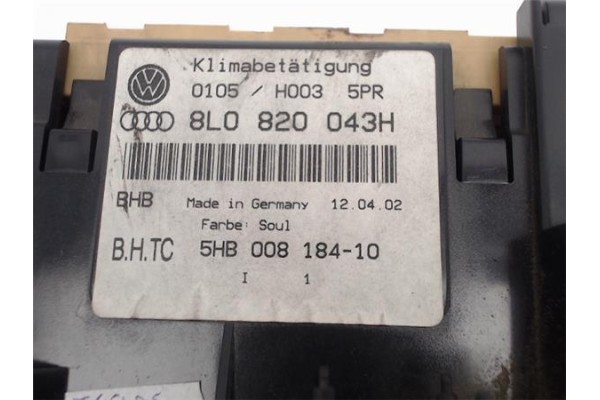 Klimabetätigung
0105 / H003 5PR
8L0 820 043H
BHB Made in Germany 12.04.02
Farbe: Soul
B.H.TC 5HB 008 184-10
I 1